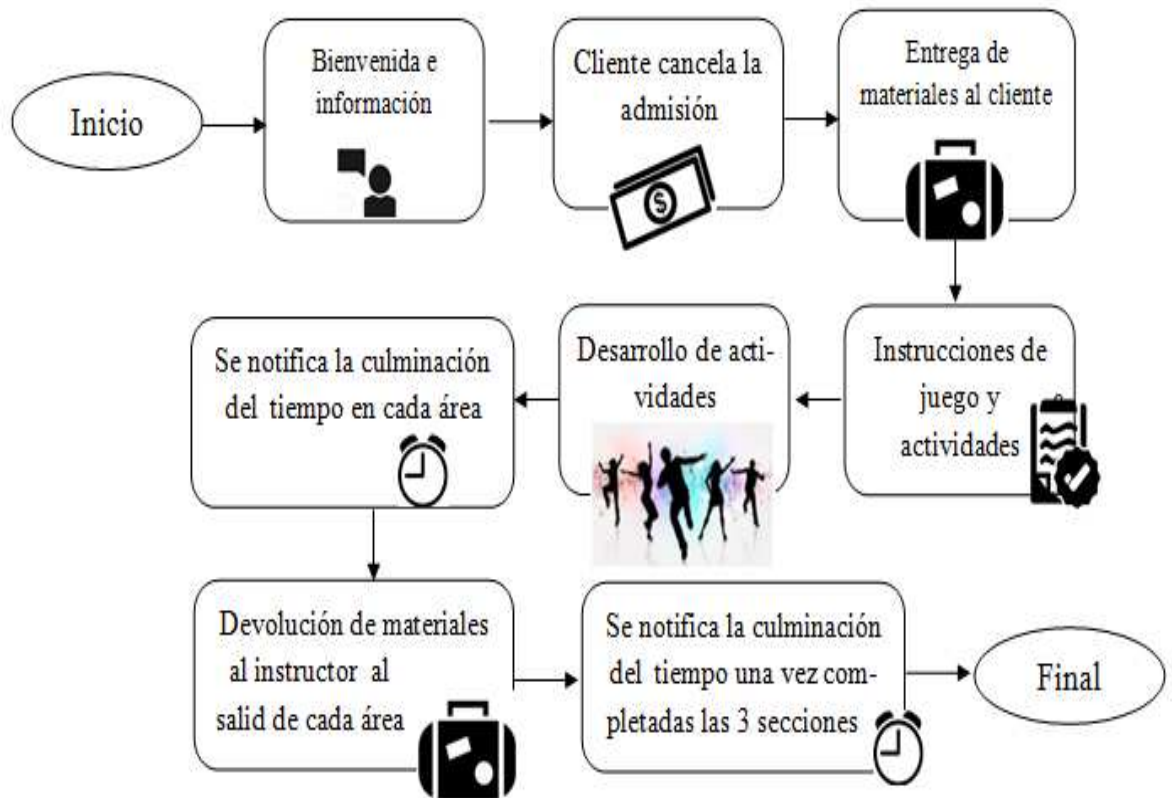 Inicio
Bienvenida e
información
Cliente cancela la
admisión
$
Entrega de
materiales al cliente
Instrucciones de
juego y
actividades
Desarrollo de acti-
vidades
Se notifica la culminación
del tiempo en cada área
Devolución de materiales
al instructor al
salid de cada área
Se notifica la culminación
del tiempo una vez com-
pletadas las 3 secciones
Final